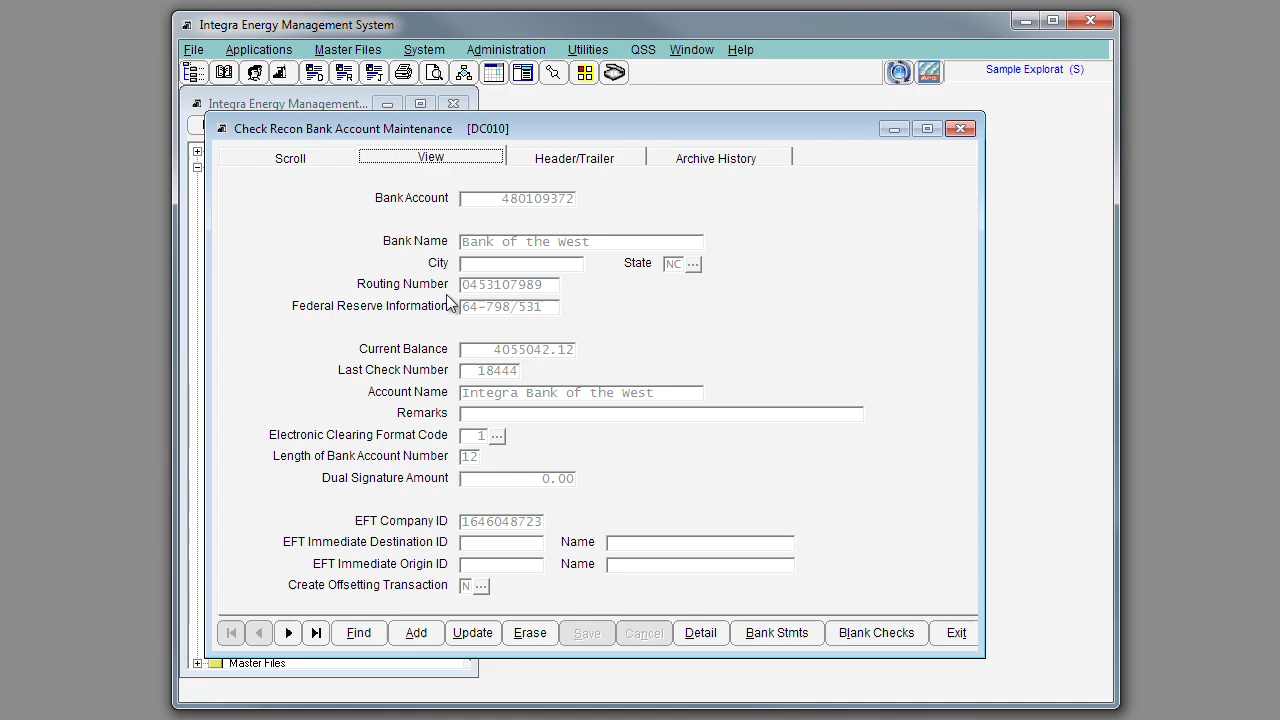 Integra Energy Management System
File Applications Master Files System Administration Utilities QSS Window Help
Sample Explorat (S)
Integra Energy Management...
Check Recon Bank Account Maintenance [DC010]
Scroll View Header/Trailer Archive History
Bank Account 480109372
Bank Name Bank of the West
City State NC ...
Routing Number 0453107989
Federal Reserve Information 64-798/531
Current Balance 4055042.12
Last Check Number 18444
Account Name Integra Bank of the West
Remarks
Electronic Clearing Format Code 1 ...
Length of Bank Account Number 12
Dual Signature Amount 0.00
EFT Company ID 1646048723
EFT Immediate Destination ID Name
EFT Immediate Origin ID Name
Create Offsetting Transaction N ...
Find Add Update Erase Save Cancel Detail Bank Stmts Blank Checks Exit
Master Files